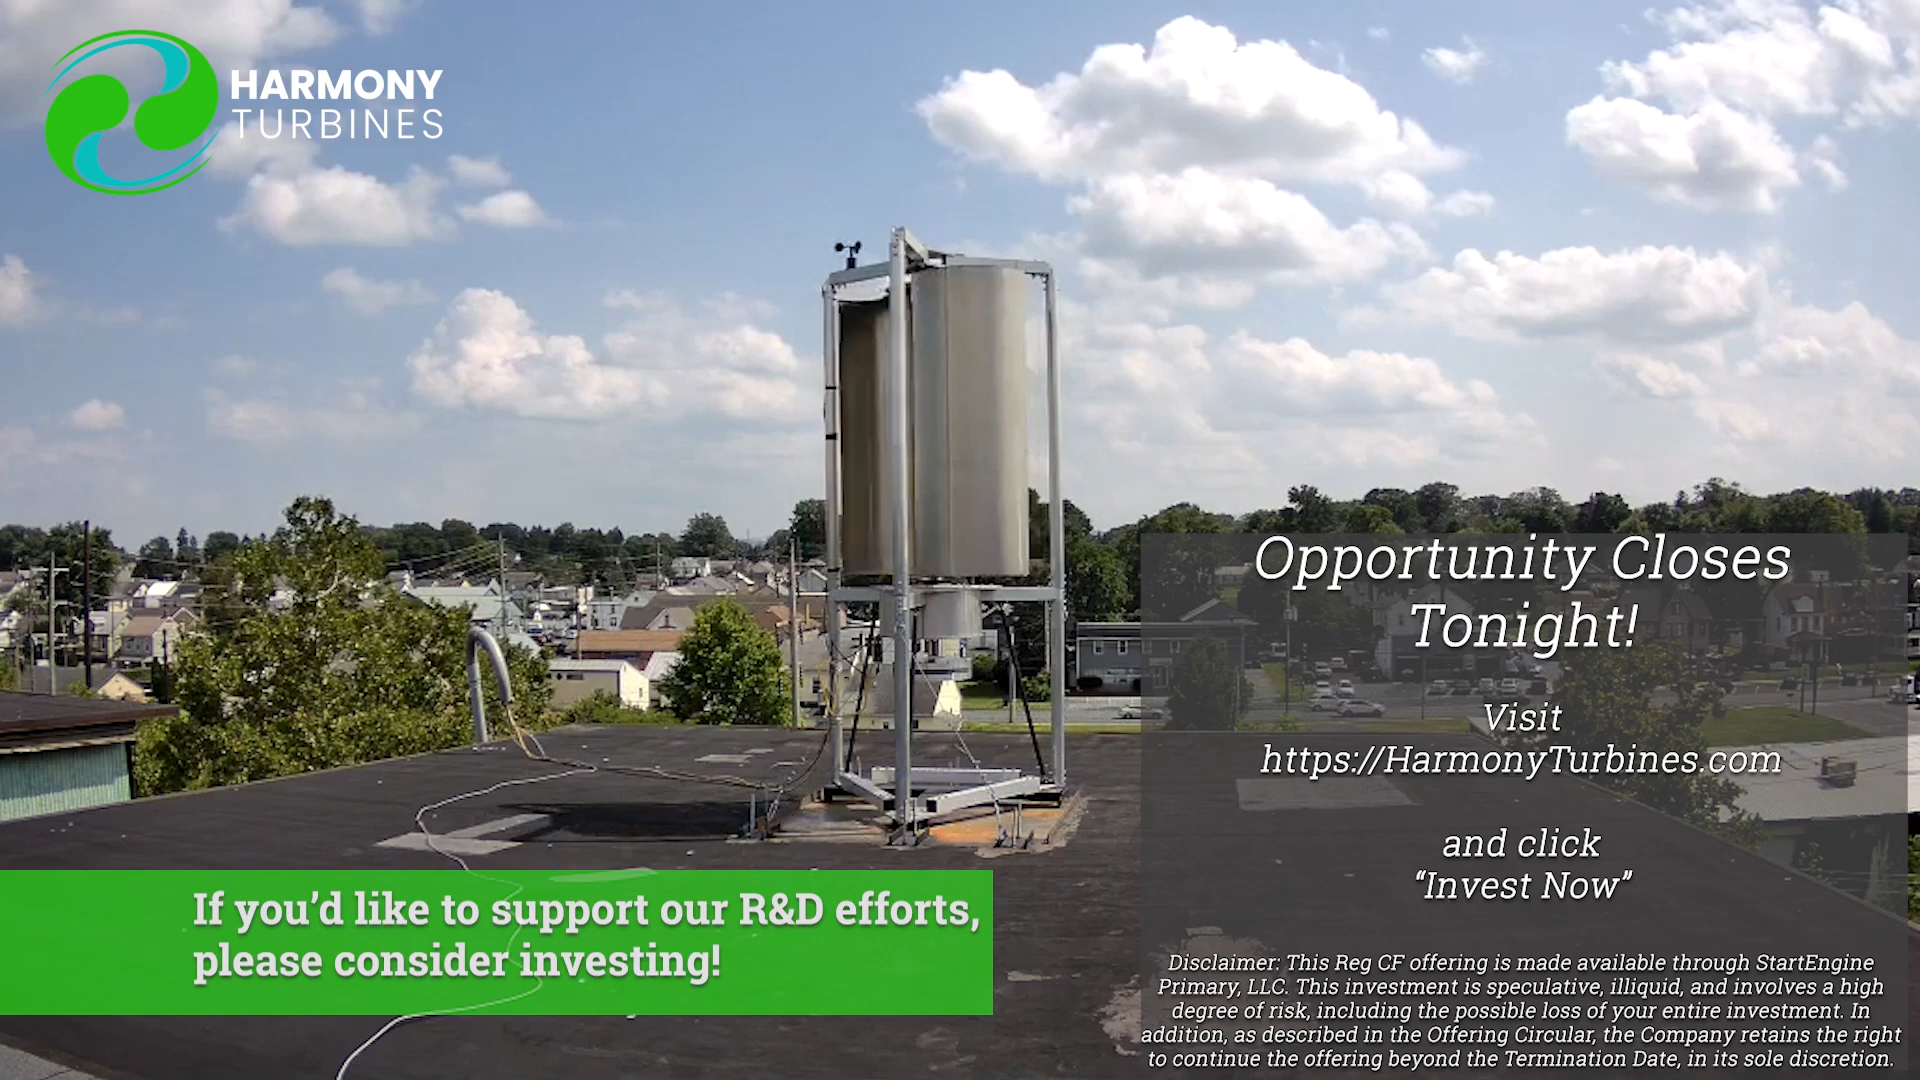 HARMONY
TURBINES
Opportunity Closes
Tonight!
Visit
https://HarmonyTurbines.com
and click
“Invest Now”
If you’d like to support our R&D efforts,
please consider investing!
Disclaimer: This Reg CF offering is made available through StartEngine
Primary, LLC. This investment is speculative, illiquid, and involves a high
degree of risk, including the possible loss of your entire investment. In
addition, as described in the Offering Circular, the Company retains the right
to continue the offering beyond the Termination Date, in its sole discretion.